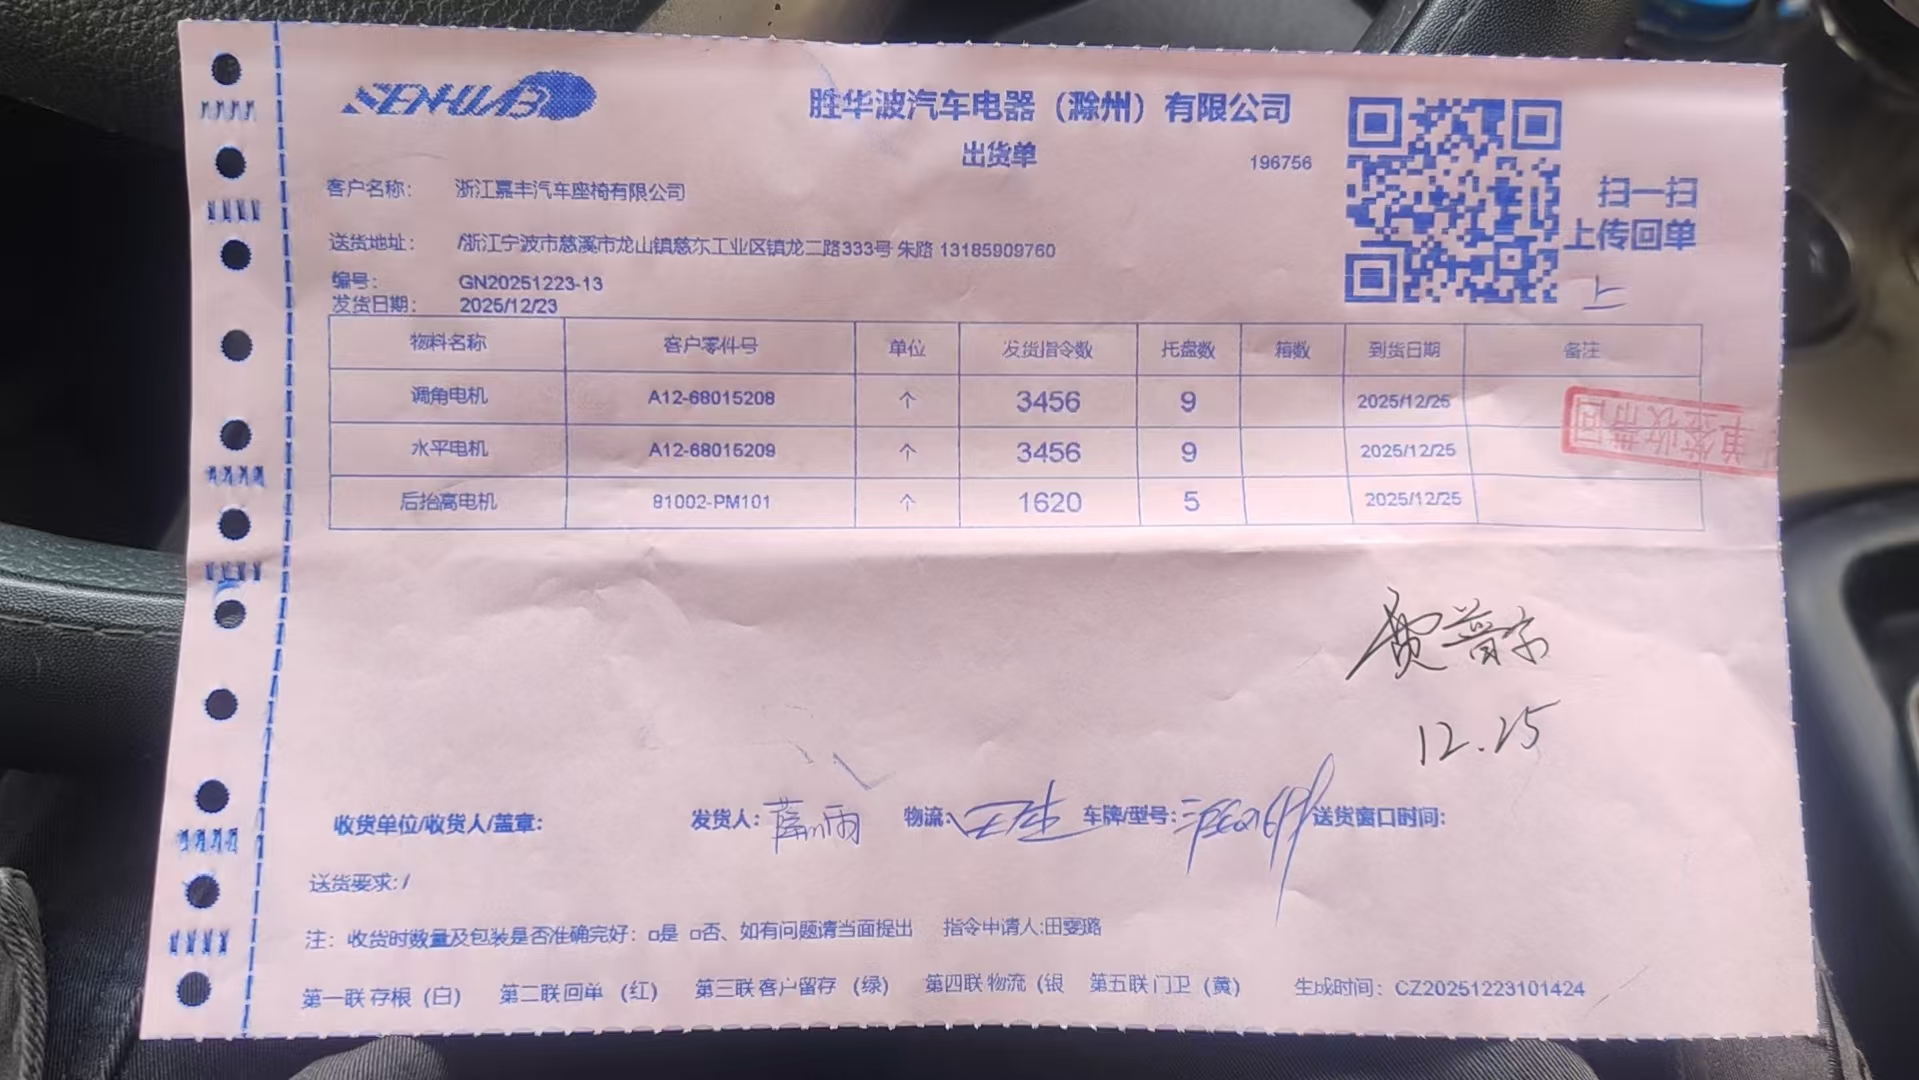 SENHWAB
胜华波汽车电器（滁州）有限公司
出货单
196756
扫一扫
上传回单
客户名称： 浙江嘉丰汽车座椅有限公司
送货地址： /浙江宁波市慈溪市龙山镇慈东工业区镇龙二路333号 朱路 13185909760
编号： GN20251223-13
发货日期： 2025/12/23
物料名称 客户零件号 单位 发货指令数 托盘数 箱数 到货日期 备注
调角电机 A12-68015208 个 3456 9 2025/12/25
水平电机 A12-68015209 个 3456 9 2025/12/25
后抬高电机 81002-PM101 个 1620 5 2025/12/25
12.25
收货单位/收货人/盖章： 发货人： 物流： 车牌/型号： 送货窗口时间：
送货要求：/
注： 收货时数量及包装是否准确完好：□是 □否、如有问题请当面提出 指令申请人:田雯璐
第一联 存根（白） 第二联 回单 （红） 第三联 客户留存 （绿） 第四联 物流（银 第五联 门卫 （黄） 生成时间： CZ20251223101424